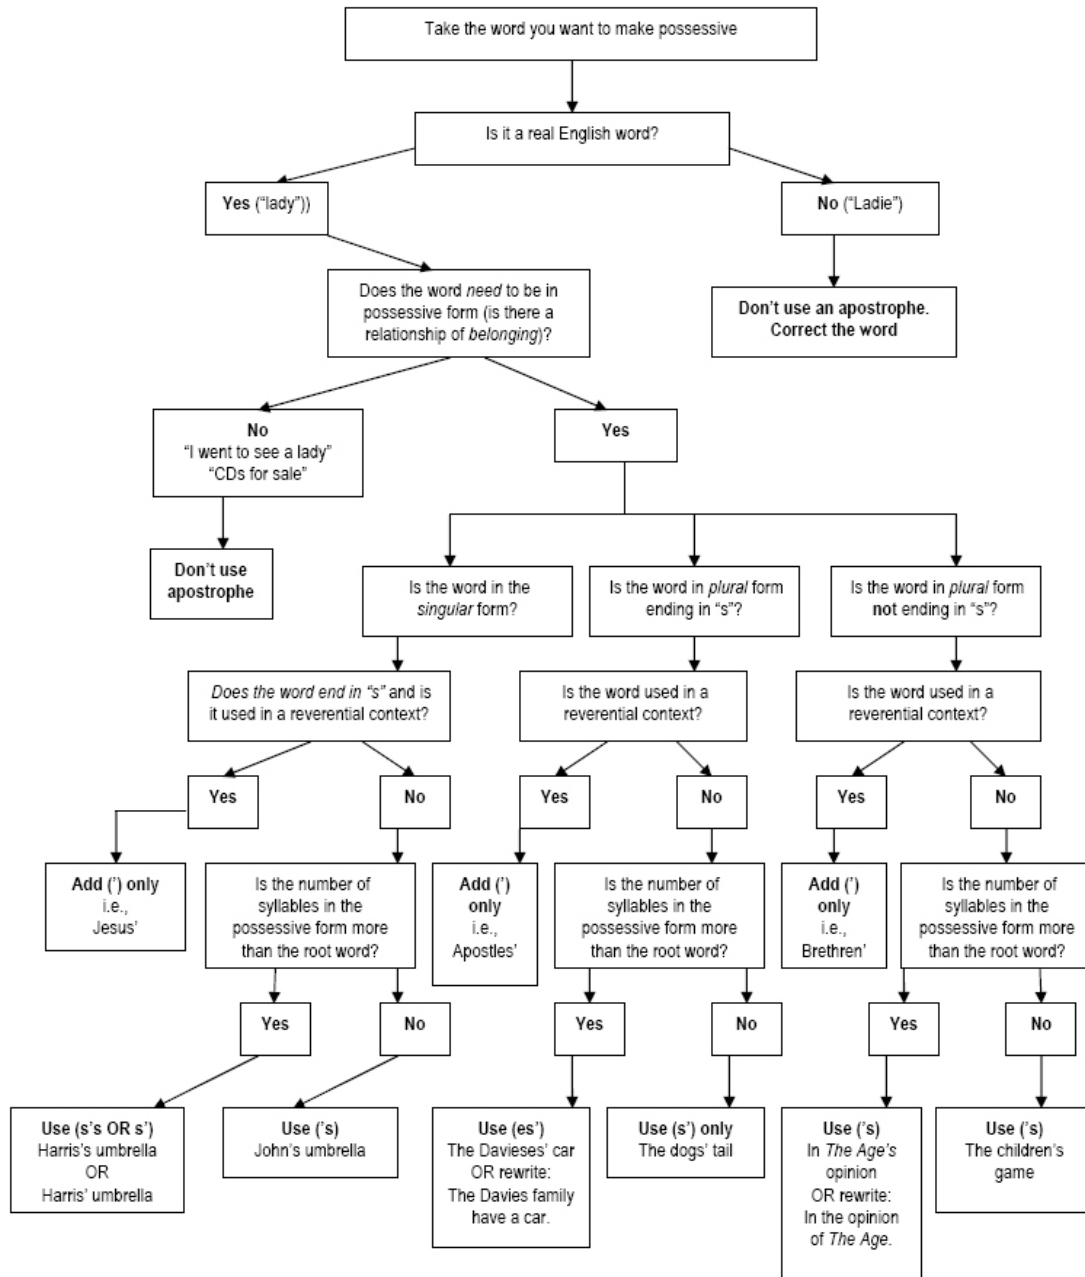 Take the word you want to make possessive
Is it a real English word?
Yes (“lady”))
No (“Ladie”)
Does the word need to be in
possessive form (is there a
relationship of belonging)?
Don’t use an apostrophe.
Correct the word
No
“I went to see a lady”
“CDs for sale”
Yes
Don’t use
apostrophe
Is the word in the
singular form?
Is the word in plural form
ending in “s”?
Is the word in plural form
not ending in “s”?
Does the word end in “s” and is
it used in a reverential context?
Is the word used in a
reverential context?
Is the word used in a
reverential context?
Yes
No
Yes
No
Yes
No
Add (’) only
i.e.,
Jesus’
Is the number of
syllables in the
possessive form more
than the root word?
Add (’)
only
i.e.,
Apostles’
Is the number of
syllables in the
possessive form more
than the root word?
Add (’)
only
i.e.,
Brethren’
Is the number of
syllables in the
possessive form more
than the root word?
Yes
No
Yes
No
Yes
No
Use (s’s OR s’)
Harris’s umbrella
OR
Harris’ umbrella
Use (’s)
John’s umbrella
Use (es’)
The Davieses’ car
OR rewrite:
The Davies family
have a car.
Use (s’) only
The dogs’ tail
Use (’s)
In The Age’s
opinion
OR rewrite:
In the opinion
of The Age.
Use (’s)
The children’s
game